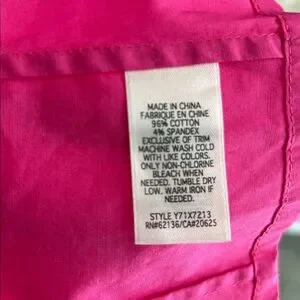 MADE IN CHINA
FABRIQUE EN CHINE
96% COTTON
4% SPANDEX
EXCLUSIVE OF TRIM
MACHINE WASH COLD
WITH LIKE COLORS.
ONLY NON-CHLORINE
BLEACH WHEN
NEEDED. TUMBLE DRY
LOW. WARM IRON IF
NEEDED.
STYLE Y71X7213
RN#62136/CA#20625